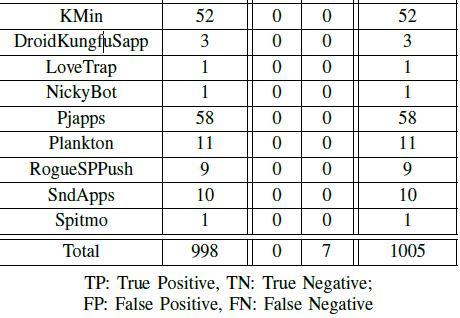 KMin 52 0 0 52
DroidKungfuSapp 3 0 0 3
LoveTrap 1 0 0 1
NickyBot 1 0 0 1
Pjapps 58 0 0 58
Plankton 11 0 0 11
RogueSPPush 9 0 0 9
SndApps 10 0 0 10
Spitmo 1 0 0 1
Total 998 0 7 1005
TP: True Positive, TN: True Negative;
FP: False Positive, FN: False Negative